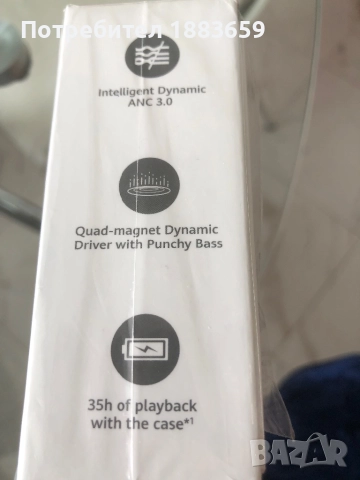 Потребител 1883659
Intelligent Dynamic
ANC 3.0
Quad-magnet Dynamic
Driver with Punchy Bass
35h of playback
with the case*1
BAZAR